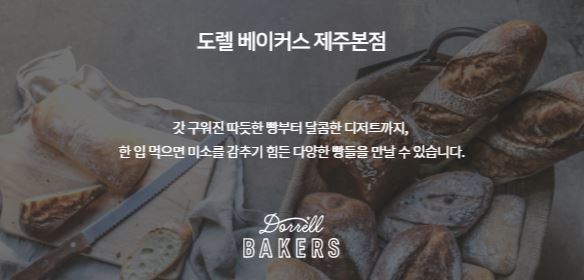 도렐 베이커스 제주본점
갓 구워진 따듯한 빵부터 달콤한 디저트까지,
한 입 먹으면 미소를 감추기 힘든 다양한 빵들을 만날 수 있습니다.
Dorrell
BAKERS